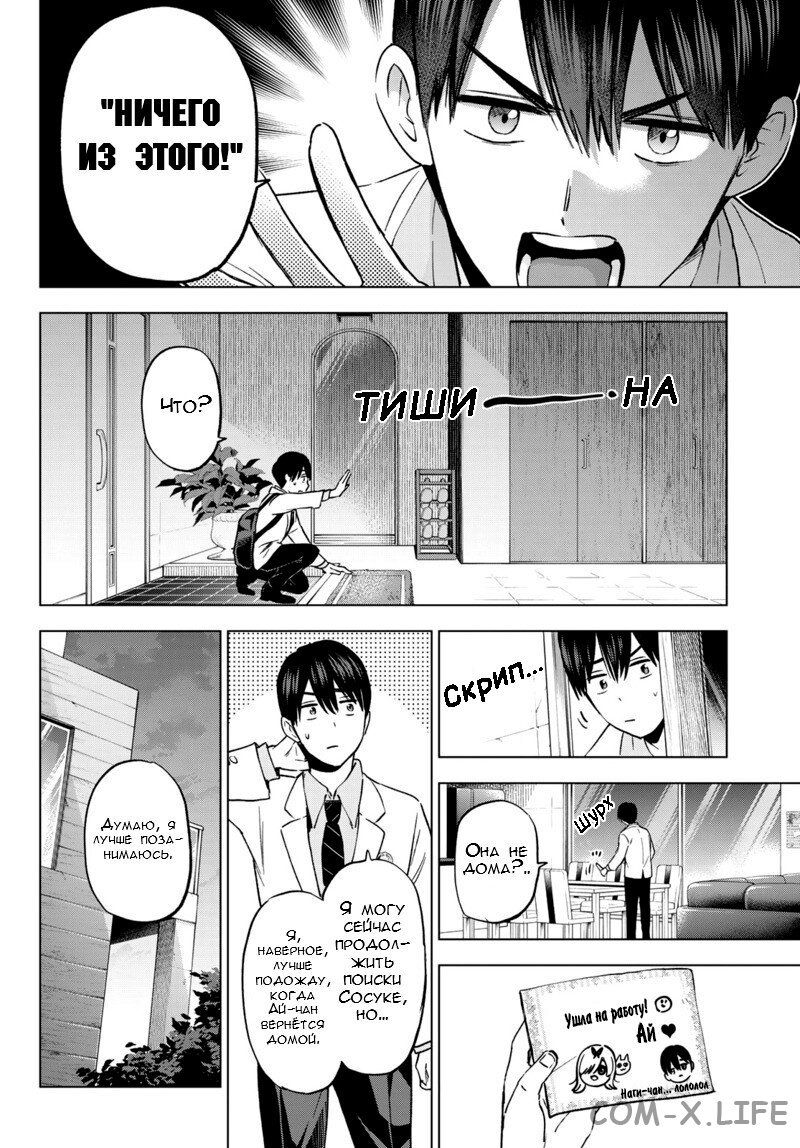 "НИЧЕГО
ИЗ ЭТОГО!"
Что?
ТИШИ — НА
Скрип...
Шурх
Она не
дома?..
Ушла на работу!
Ай ♥
Наги-чан... лололол
Я могу
сейчас
продол-
жить
поиски
Сосуке,
но...
Я,
наверное,
лучше
подожду,
когда
Ай-чан
вернётся
домой.
Думаю, я
лучше поза-
нимаюсь.
COM-X.LIFE